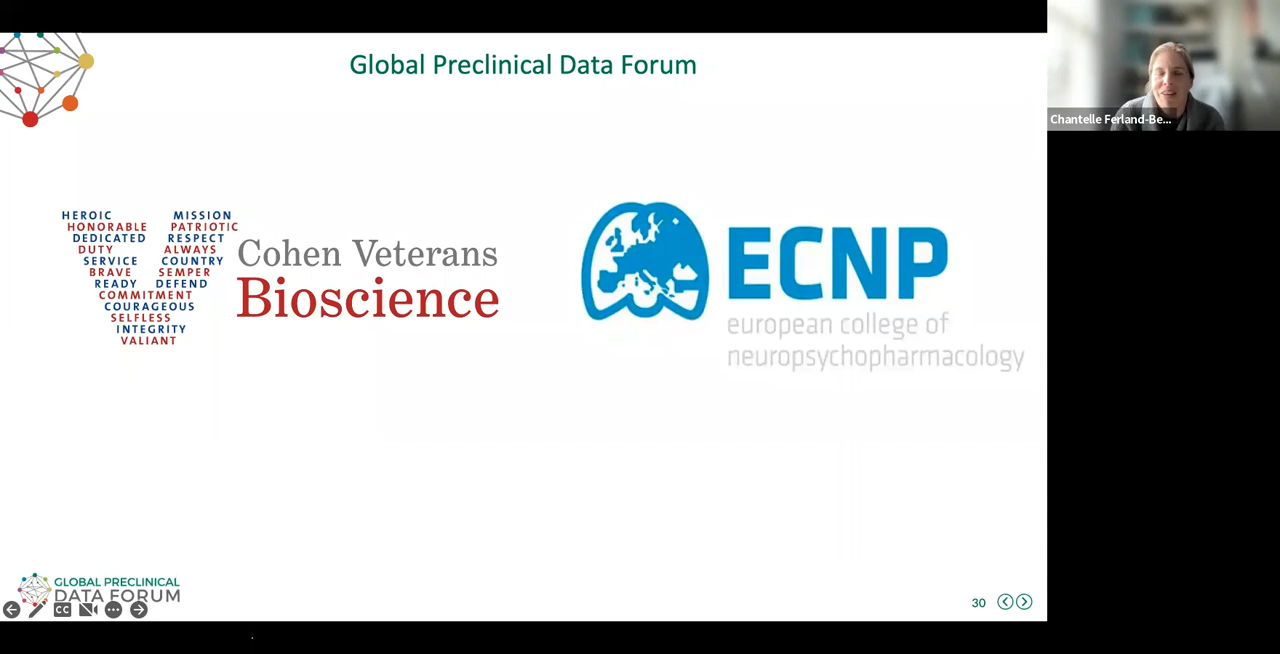 Global Preclinical Data Forum
Chantelle Ferland-Be...
HEROIC MISSION
HONORABLE PATRIOTIC
DEDICATED RESPECT
DUTY ALWAYS
SERVICE COUNTRY
BRAVE SEMPER
READY DEFEND
COMMITMENT
COURAGEOUS
SELFLESS
INTEGRITY
VALIANT
Cohen Veterans
Bioscience
ECNP
european college of
neuropsychopharmacology
GLOBAL PRECLINICAL
DATA FORUM
CC
30